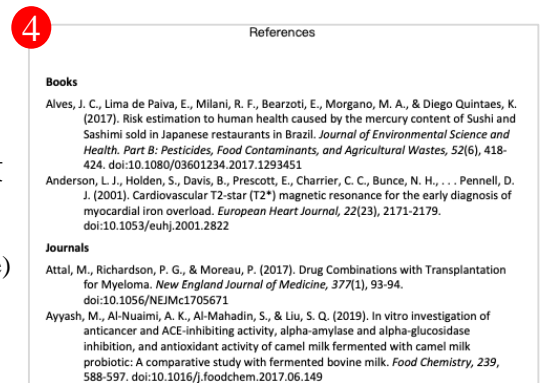 4
References
Books
Alves, J. C., Lima de Paiva, E., Milani, R. F., Bearzoti, E., Morgano, M. A., & Diego Quintaes, K.
(2017). Risk estimation to human health caused by the mercury content of Sushi and
Sashimi sold in Japanese restaurants in Brazil. Journal of Environmental Science and
Health. Part B: Pesticides, Food Contaminants, and Agricultural Wastes, 52(6), 418-
424. doi:10.1080/03601234.2017.1293451
Anderson, L. J., Holden, S., Davis, B., Prescott, E., Charrier, C. C., Bunce, N. H., . . . Pennell, D.
J. (2001). Cardiovascular T2-star (T2*) magnetic resonance for the early diagnosis of
myocardial iron overload. European Heart Journal, 22(23), 2171-2179.
doi:10.1053/euhj.2001.2822
Journals
Attal, M., Richardson, P. G., & Moreau, P. (2017). Drug Combinations with Transplantation
for Myeloma. New England Journal of Medicine, 377(1), 93-94.
doi:10.1056/NEJMc1705671
Ayyash, M., Al-Nuaimi, A. K., Al-Mahadin, S., & Liu, S. Q. (2019). In vitro investigation of
anticancer and ACE-inhibiting activity, alpha-amylase and alpha-glucosidase
inhibition, and antioxidant activity of camel milk fermented with camel milk
probiotic: A comparative study with fermented bovine milk. Food Chemistry, 239,
588-597. doi:10.1016/j.foodchem.2017.06.149